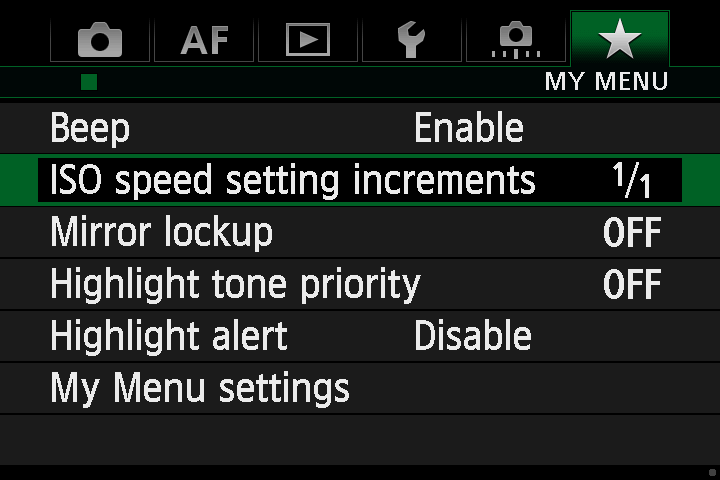 AF
MY MENU
Beep Enable
ISO speed setting increments 1/1
Mirror lockup OFF
Highlight tone priority OFF
Highlight alert Disable
My Menu settings